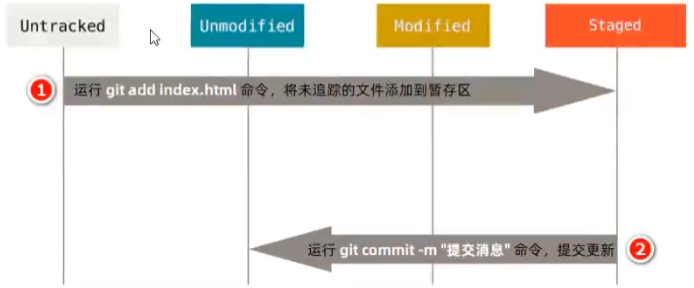 Untracked
Unmodified
Modified
Staged
1
运行 git add index.html 命令，将未追踪的文件添加到暂存区
运行 git commit -m "提交消息" 命令，提交更新
2